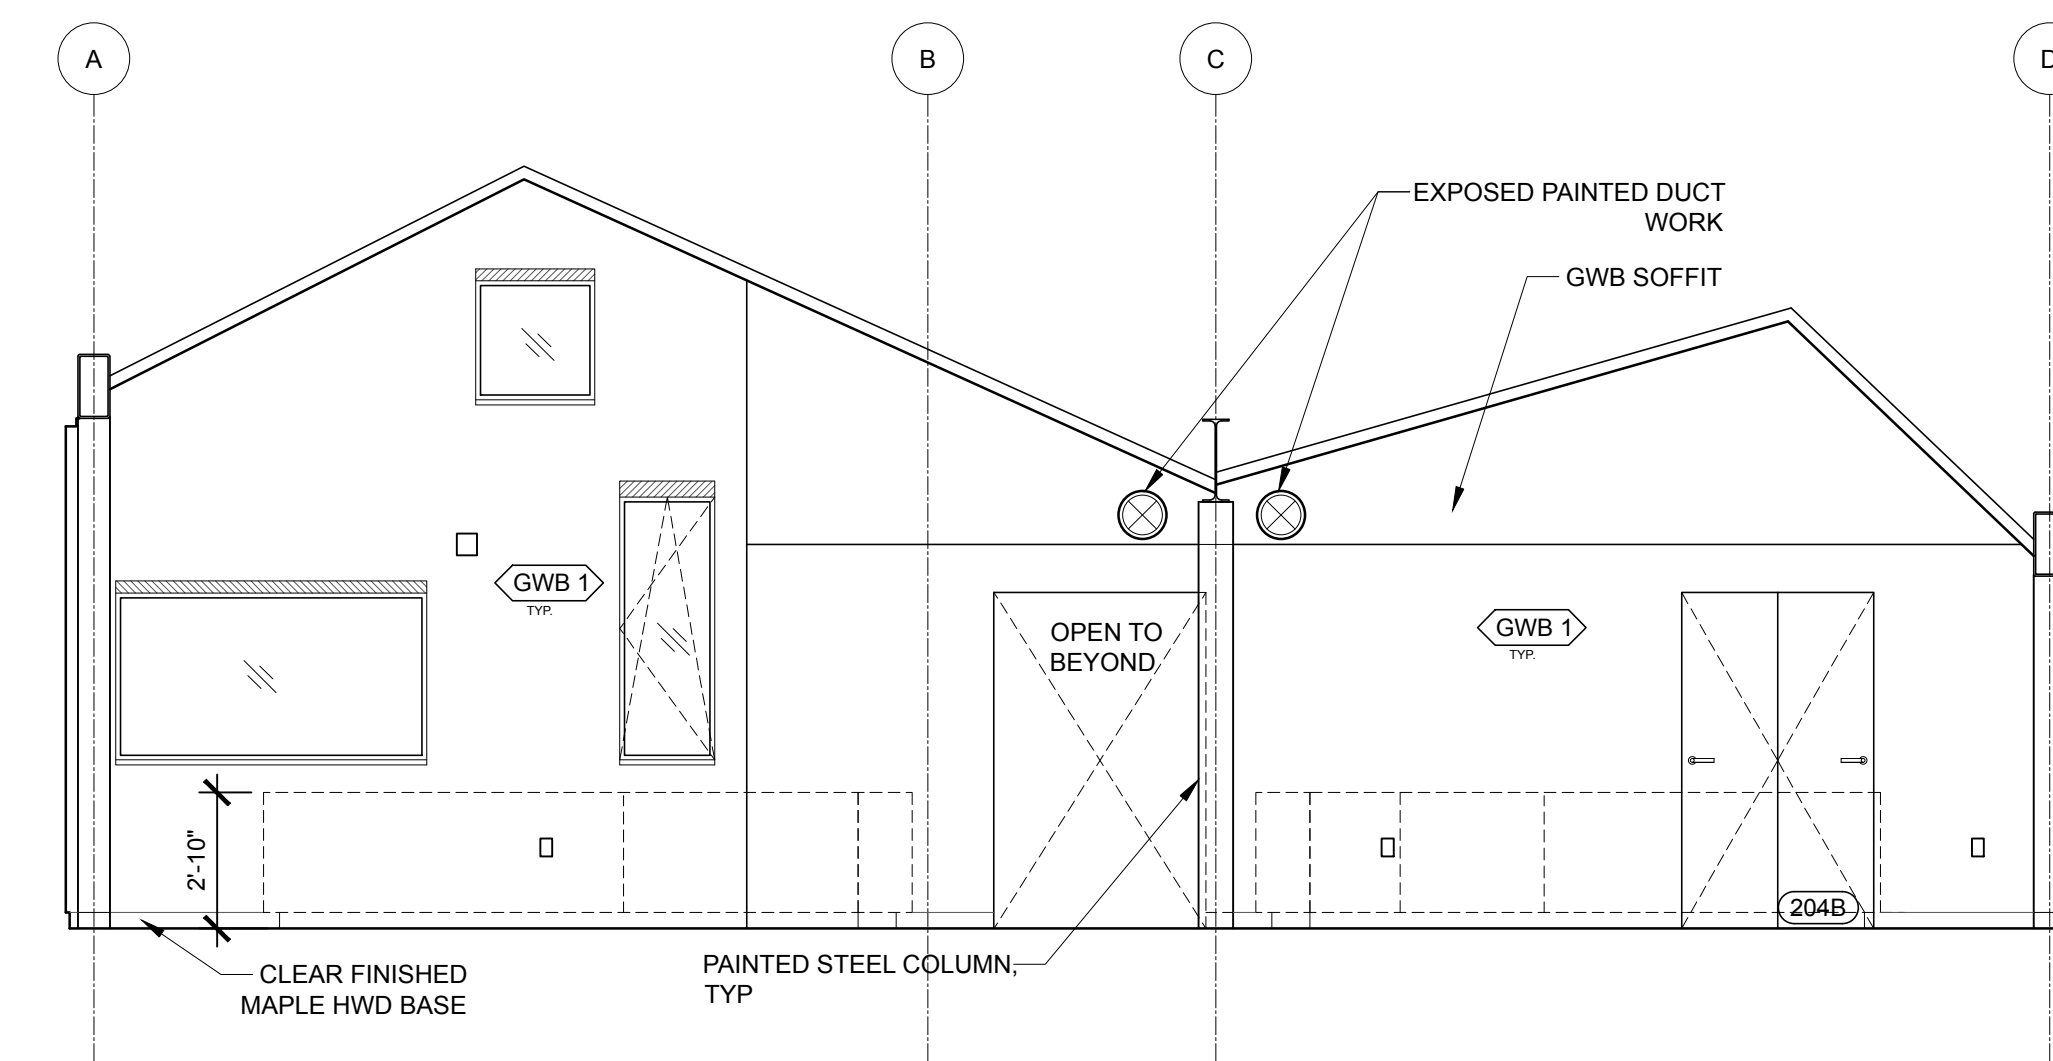 A
B
C
D
EXPOSED PAINTED DUCT
WORK
GWB SOFFIT
GWB 1
TYP.
OPEN TO
BEYOND
GWB 1
TYP.
2'-10"
204B
CLEAR FINISHED
MAPLE HWD BASE
PAINTED STEEL COLUMN,
TYP